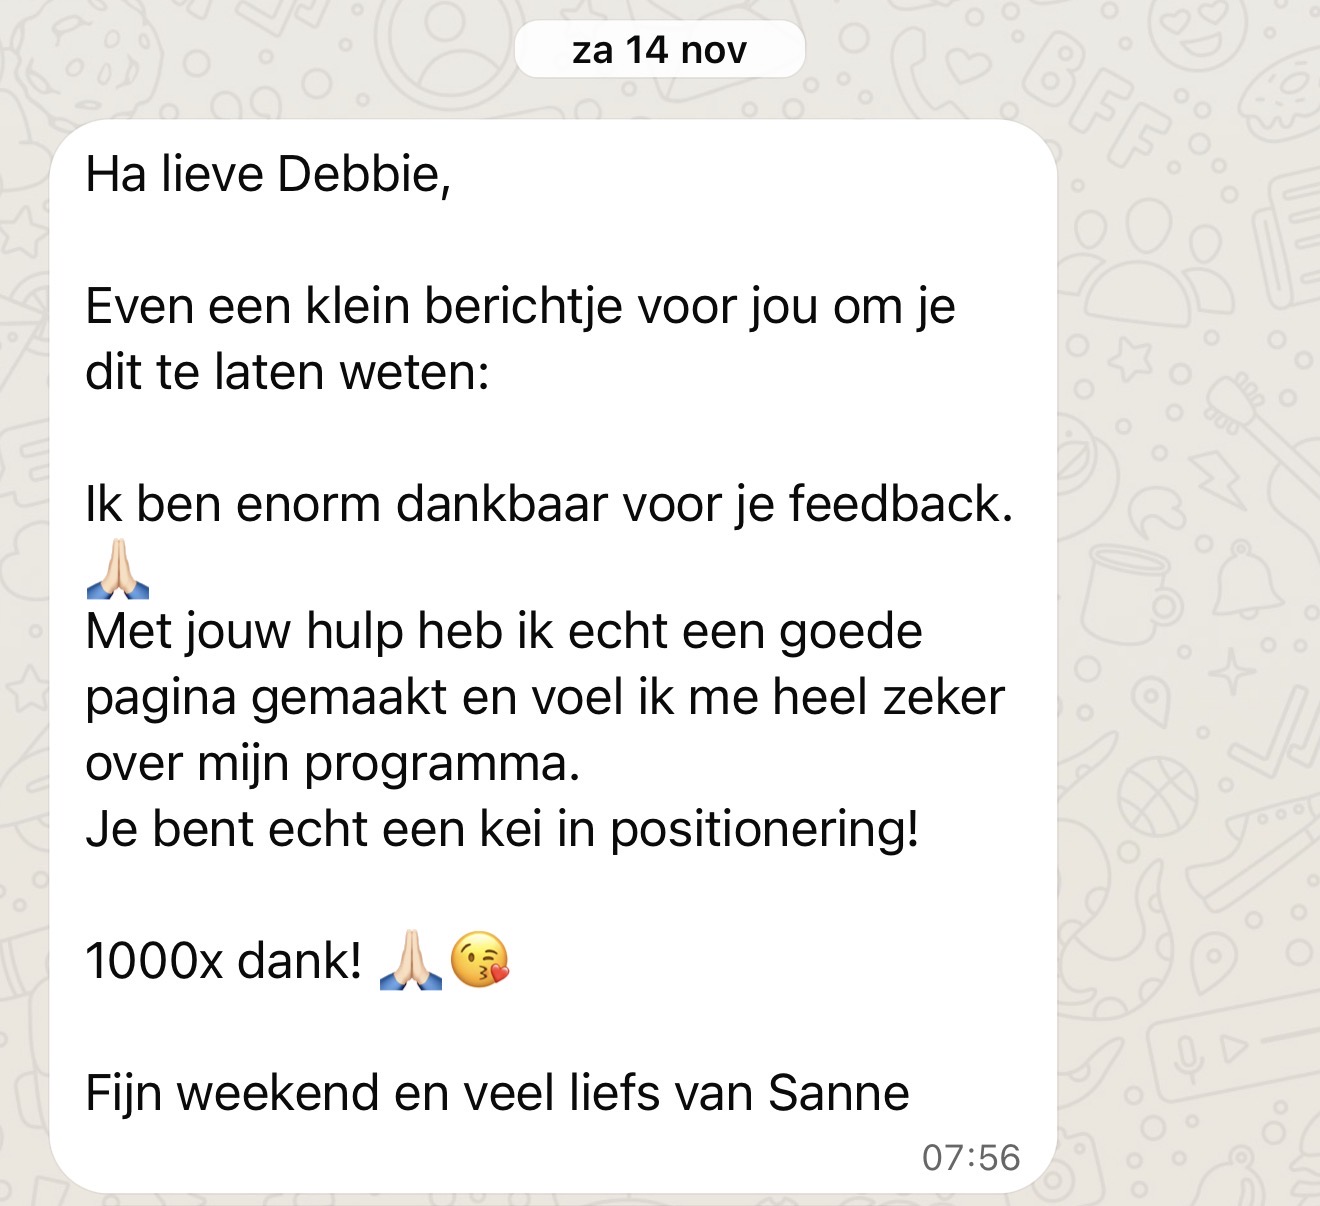 za 14 nov
Ha lieve Debbie,
Even een klein berichtje voor jou om je
dit te laten weten:
Ik ben enorm dankbaar voor je feedback.
🙏🏻
Met jouw hulp heb ik echt een goede
pagina gemaakt en voel ik me heel zeker
over mijn programma.
Je bent echt een kei in positionering!
1000x dank! 🙏🏻😘
Fijn weekend en veel liefs van Sanne
07:56
BFF